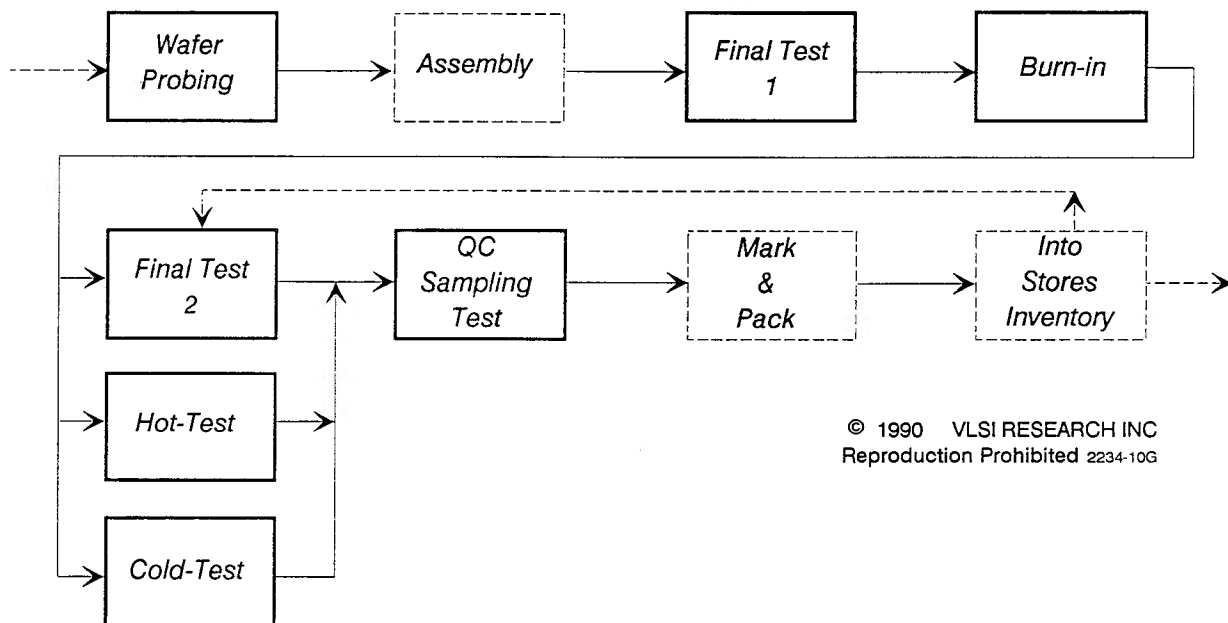 Wafer
Probing
Assembly
Final Test
1
Burn-in
Final Test
2
QC
Sampling
Test
Mark
&
Pack
Into
Stores
Inventory
Hot-Test
Cold-Test
© 1990 VLSI RESEARCH INC
Reproduction Prohibited 2234-10G